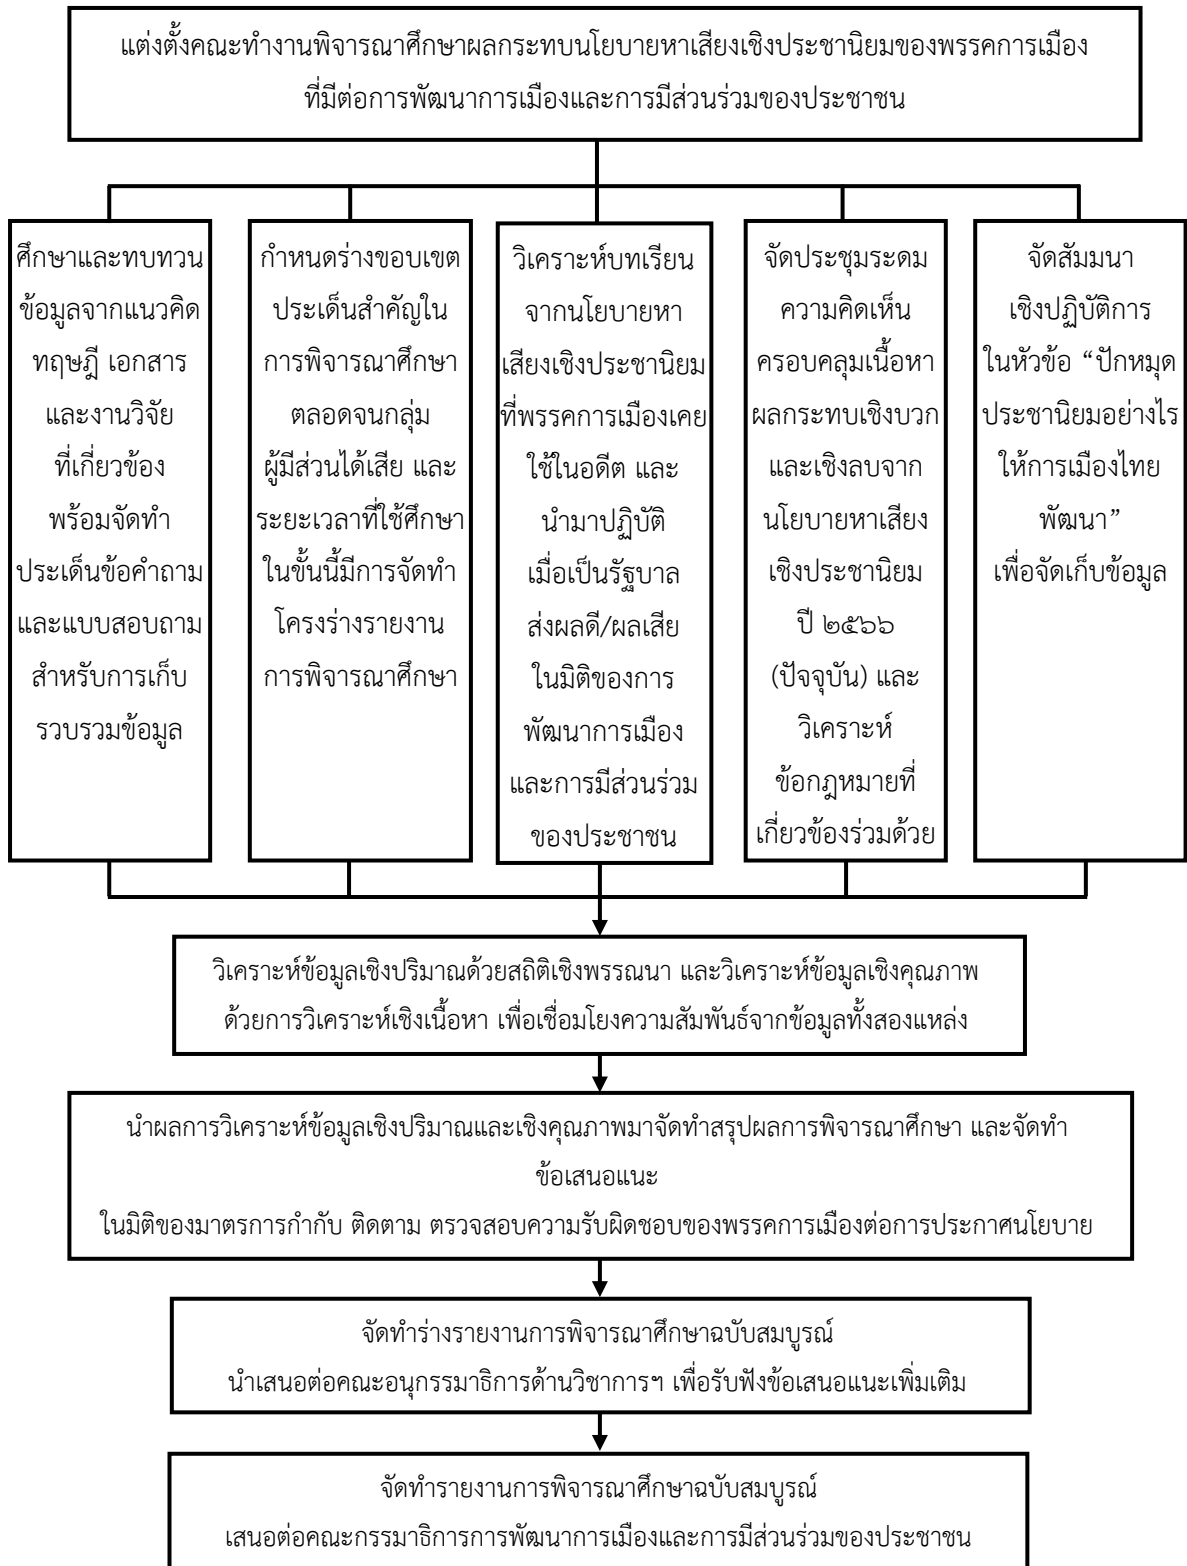 แต่งตั้งคณะทำงานพิจารณาศึกษาผลกระทบนโยบายหาเสียงเชิงประชานิยมของพรรคการเมือง
ที่มีต่อการพัฒนาการเมืองและการมีส่วนร่วมของประชาชน
ศึกษาและทบทวน
ข้อมูลจากแนวคิด
ทฤษฎี เอกสาร
และงานวิจัย
ที่เกี่ยวข้อง
พร้อมจัดทำ
ประเด็นข้อคำถาม
และแบบสอบถาม
สำหรับการเก็บ
รวบรวมข้อมูล
กำหนดร่างขอบเขต
ประเด็นสำคัญใน
การพิจารณาศึกษา
ตลอดจนกลุ่ม
ผู้มีส่วนได้เสีย และ
ระยะเวลาที่ใช้ศึกษา
ในขั้นนี้มีการจัดทำ
โครงร่างรายงาน
การพิจารณาศึกษา
วิเคราะห์บทเรียน
จากนโยบายหา
เสียงเชิงประชานิยม
ที่พรรคการเมืองเคย
ใช้ในอดีต และ
นำมาปฏิบัติ
เมื่อเป็นรัฐบาล
ส่งผลดี/ผลเสีย
ในมิติของการ
พัฒนาการเมือง
และการมีส่วนร่วม
ของประชาชน
จัดประชุมระดม
ความคิดเห็น
ครอบคลุมเนื้อหา
ผลกระทบเชิงบวก
และเชิงลบจาก
นโยบายหาเสียง
เชิงประชานิยม
ปี ๒๕๖๖
(ปัจจุบัน) และ
วิเคราะห์
ข้อกฎหมายที่
เกี่ยวข้องร่วมด้วย
จัดสัมมนา
เชิงปฏิบัติการ
ในหัวข้อ “ปักหมุด
ประชานิยมอย่างไร
ให้การเมืองไทย
พัฒนา”
เพื่อจัดเก็บข้อมูล
วิเคราะห์ข้อมูลเชิงปริมาณด้วยสถิติเชิงพรรณนา และวิเคราะห์ข้อมูลเชิงคุณภาพ
ด้วยการวิเคราะห์เชิงเนื้อหา เพื่อเชื่อมโยงความสัมพันธ์จากข้อมูลทั้งสองแหล่ง
นำผลการวิเคราะห์ข้อมูลเชิงปริมาณและเชิงคุณภาพมาจัดทำสรุปผลการพิจารณาศึกษา และจัดทำ
ข้อเสนอแนะ
ในมิติของมาตรการกำกับ ติดตาม ตรวจสอบความรับผิดชอบของพรรคการเมืองต่อการประกาศนโยบาย
จัดทำร่างรายงานการพิจารณาศึกษาฉบับสมบูรณ์
นำเสนอต่อคณะอนุกรรมาธิการด้านวิชาการฯ เพื่อรับฟังข้อเสนอแนะเพิ่มเติม
จัดทำรายงานการพิจารณาศึกษาฉบับสมบูรณ์
เสนอต่อคณะกรรมาธิการการพัฒนาการเมืองและการมีส่วนร่วมของประชาชน